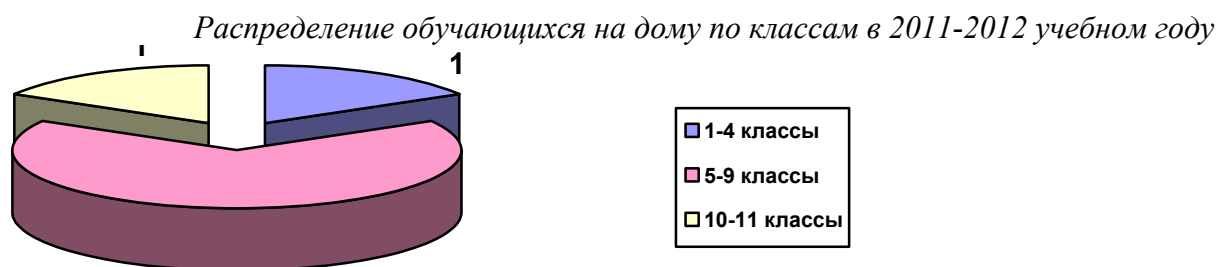 Распределение обучающихся на дому по классам в 2011-2012 учебном году
1
1-4 классы
5-9 классы
10-11 классы